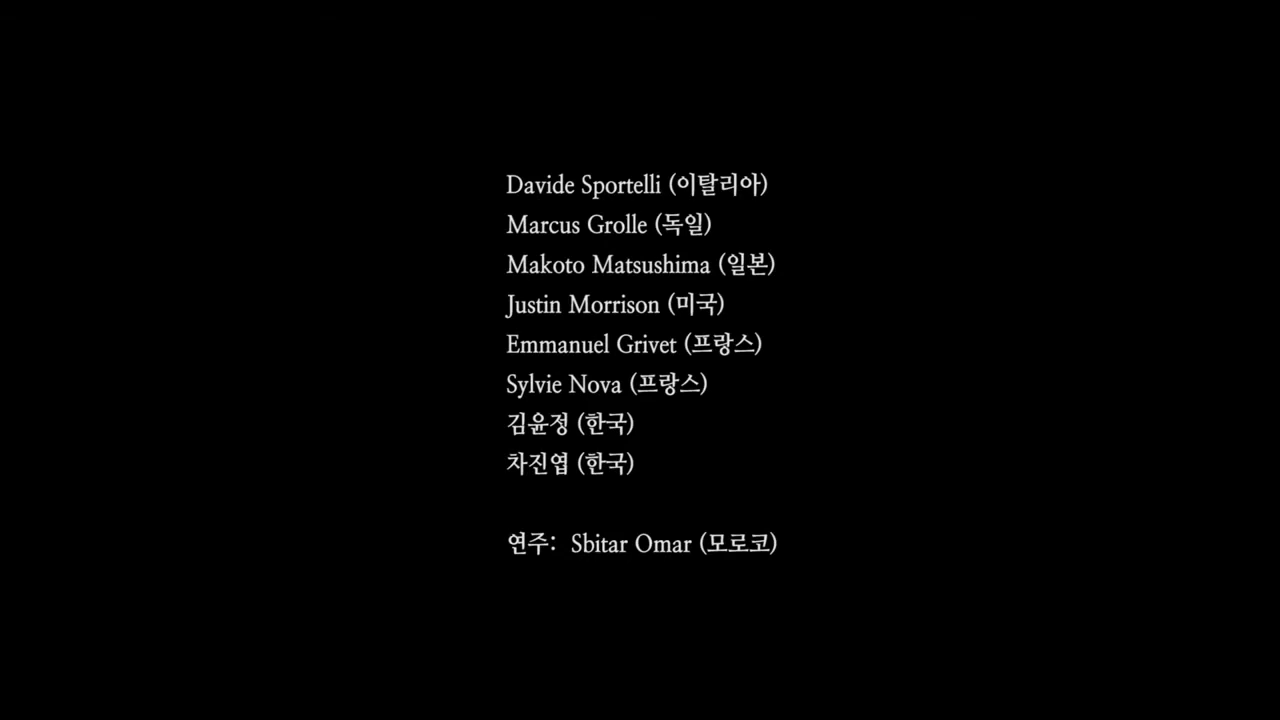 Davide Sportelli (이탈리아)
Marcus Grolle (독일)
Makoto Matsushima (일본)
Justin Morrison (미국)
Emmanuel Grivet (프랑스)
Sylvie Nova (프랑스)
김윤정 (한국)
차진엽 (한국)
연주: Sbitar Omar (모로코)